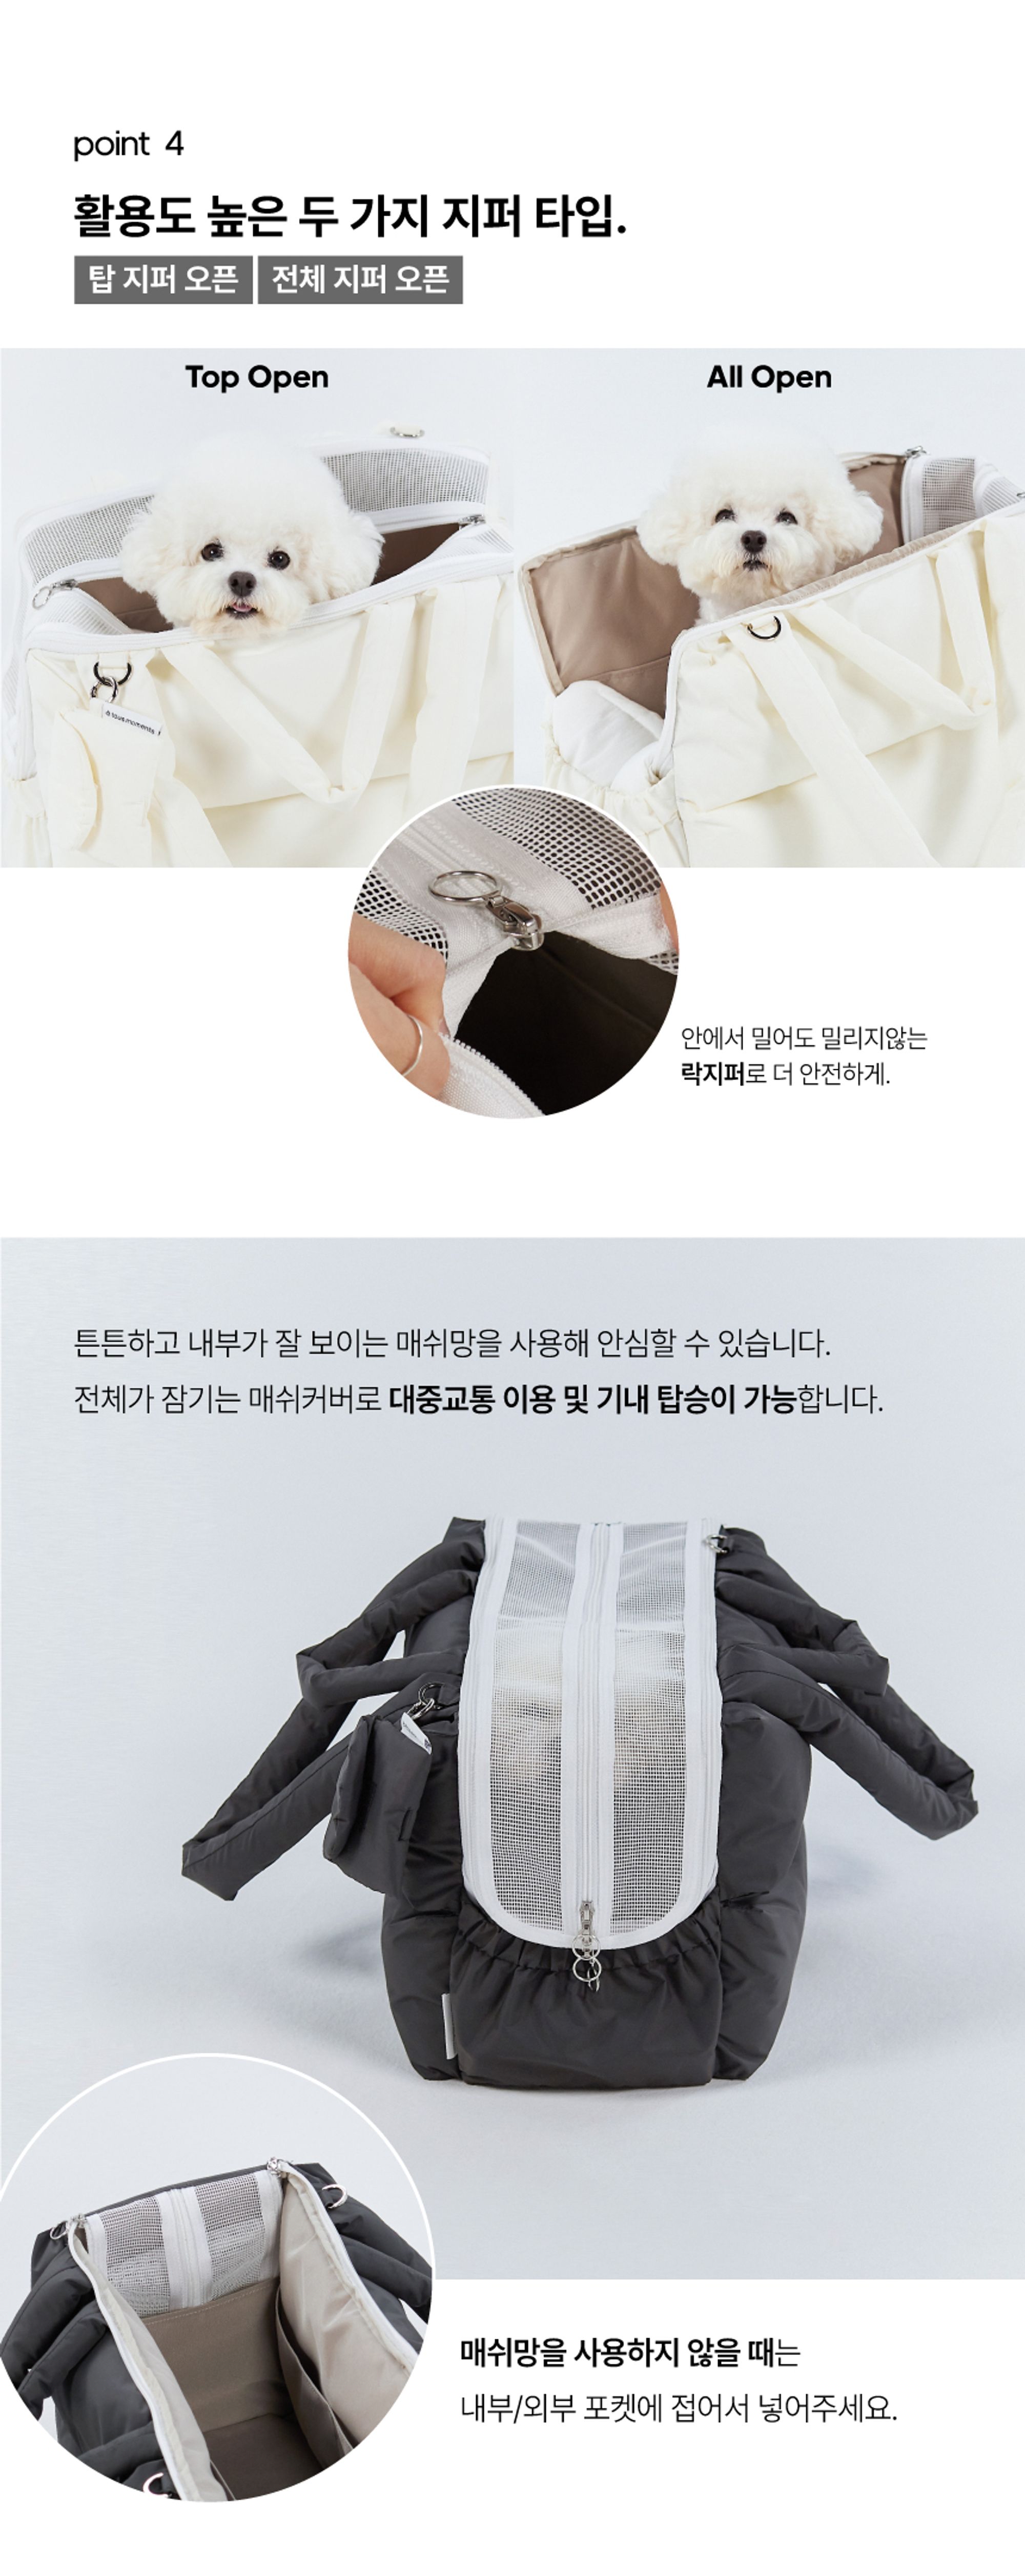 point 4
활용도 높은 두 가지 지퍼 타입.
탑 지퍼 오픈 전체 지퍼 오픈
Top Open
All Open
안에서 밀어도 밀리지않는
락지퍼로 더 안전하게.
튼튼하고 내부가 잘 보이는 매쉬망을 사용해 안심할 수 있습니다.
전체가 잠기는 매쉬커버로 대중교통 이용 및 기내 탑승이 가능합니다.
매쉬망을 사용하지 않을 때는
내부/외부 포켓에 접어서 넣어주세요.